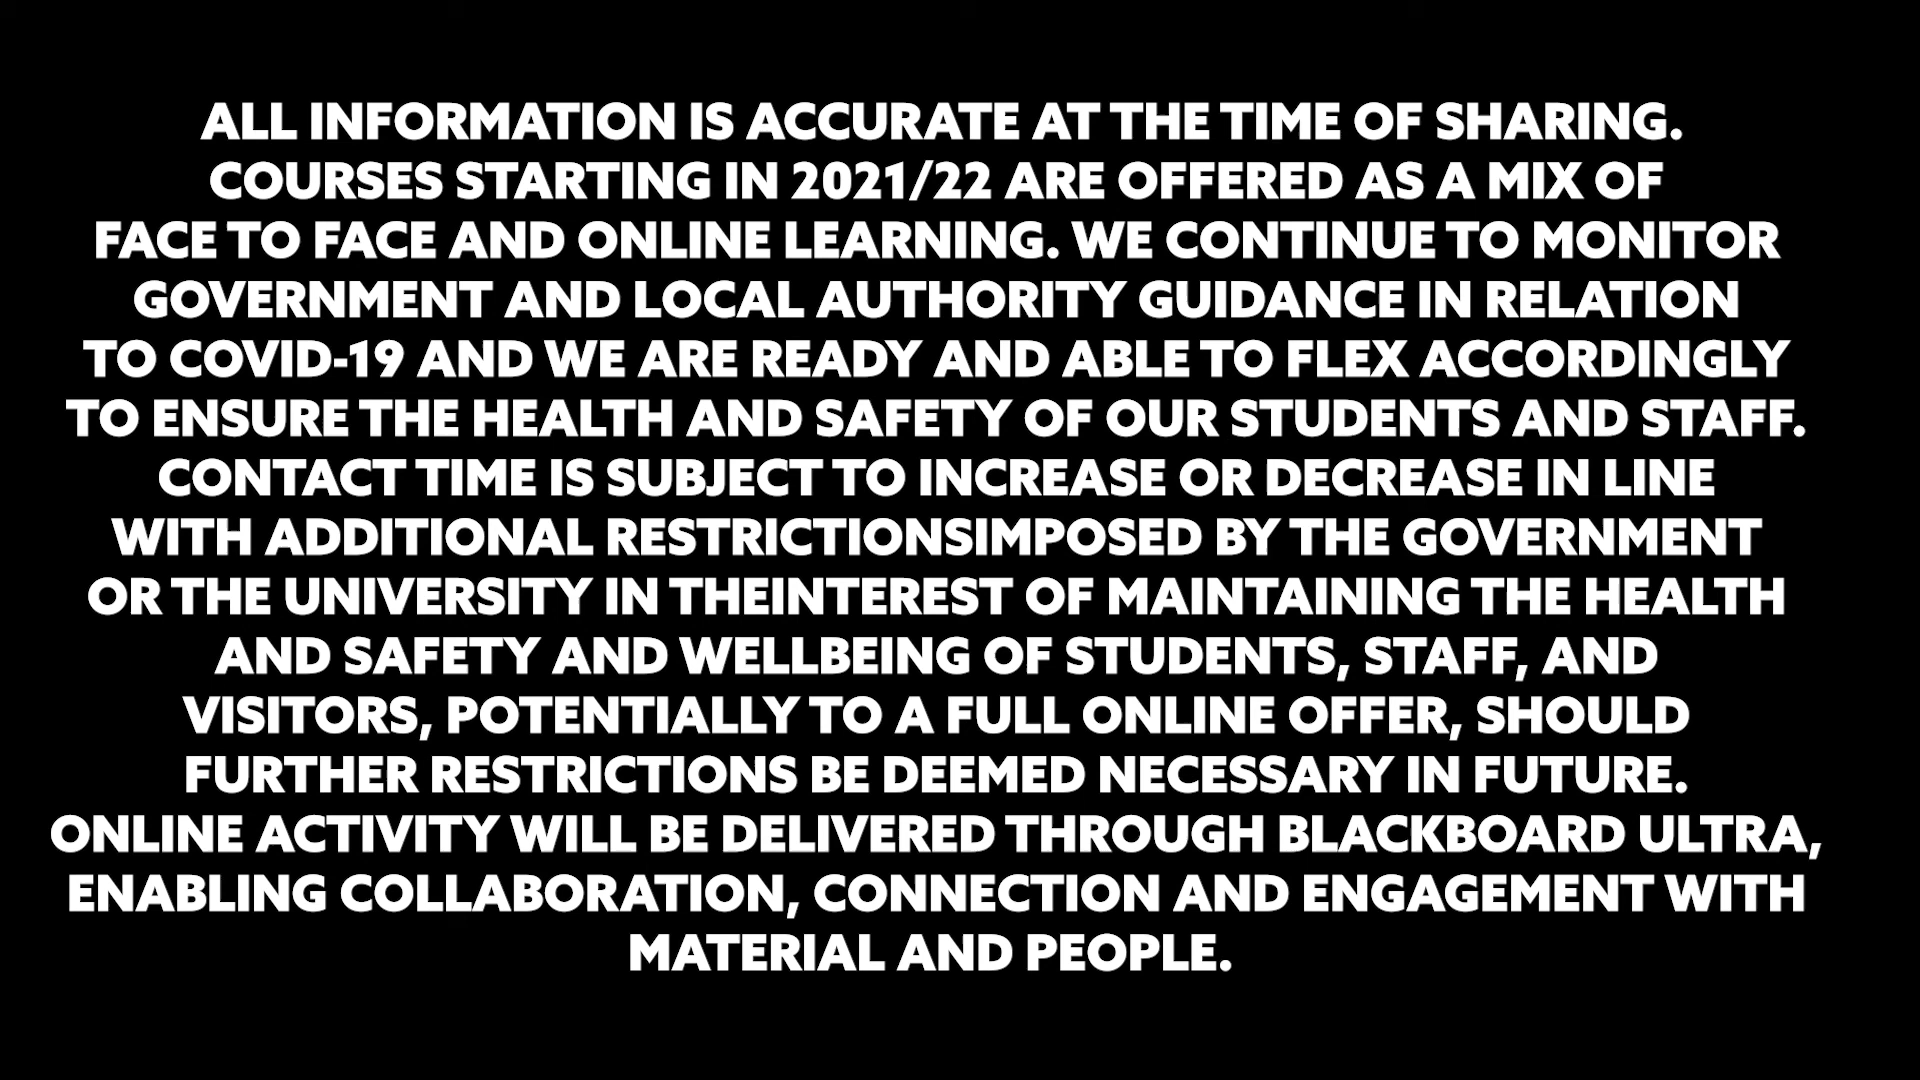 ALL INFORMATION IS ACCURATE AT THE TIME OF SHARING.
COURSES STARTING IN 2021/22 ARE OFFERED AS A MIX OF
FACE TO FACE AND ONLINE LEARNING. WE CONTINUE TO MONITOR
GOVERNMENT AND LOCAL AUTHORITY GUIDANCE IN RELATION
TO COVID-19 AND WE ARE READY AND ABLE TO FLEX ACCORDINGLY
TO ENSURE THE HEALTH AND SAFETY OF OUR STUDENTS AND STAFF.
CONTACT TIME IS SUBJECT TO INCREASE OR DECREASE IN LINE
WITH ADDITIONAL RESTRICTIONSIMPOSED BY THE GOVERNMENT
OR THE UNIVERSITY IN THEINTEREST OF MAINTAINING THE HEALTH
AND SAFETY AND WELLBEING OF STUDENTS, STAFF, AND
VISITORS, POTENTIALLY TO A FULL ONLINE OFFER, SHOULD
FURTHER RESTRICTIONS BE DEEMED NECESSARY IN FUTURE.
ONLINE ACTIVITY WILL BE DELIVERED THROUGH BLACKBOARD ULTRA,
ENABLING COLLABORATION, CONNECTION AND ENGAGEMENT WITH
MATERIAL AND PEOPLE.